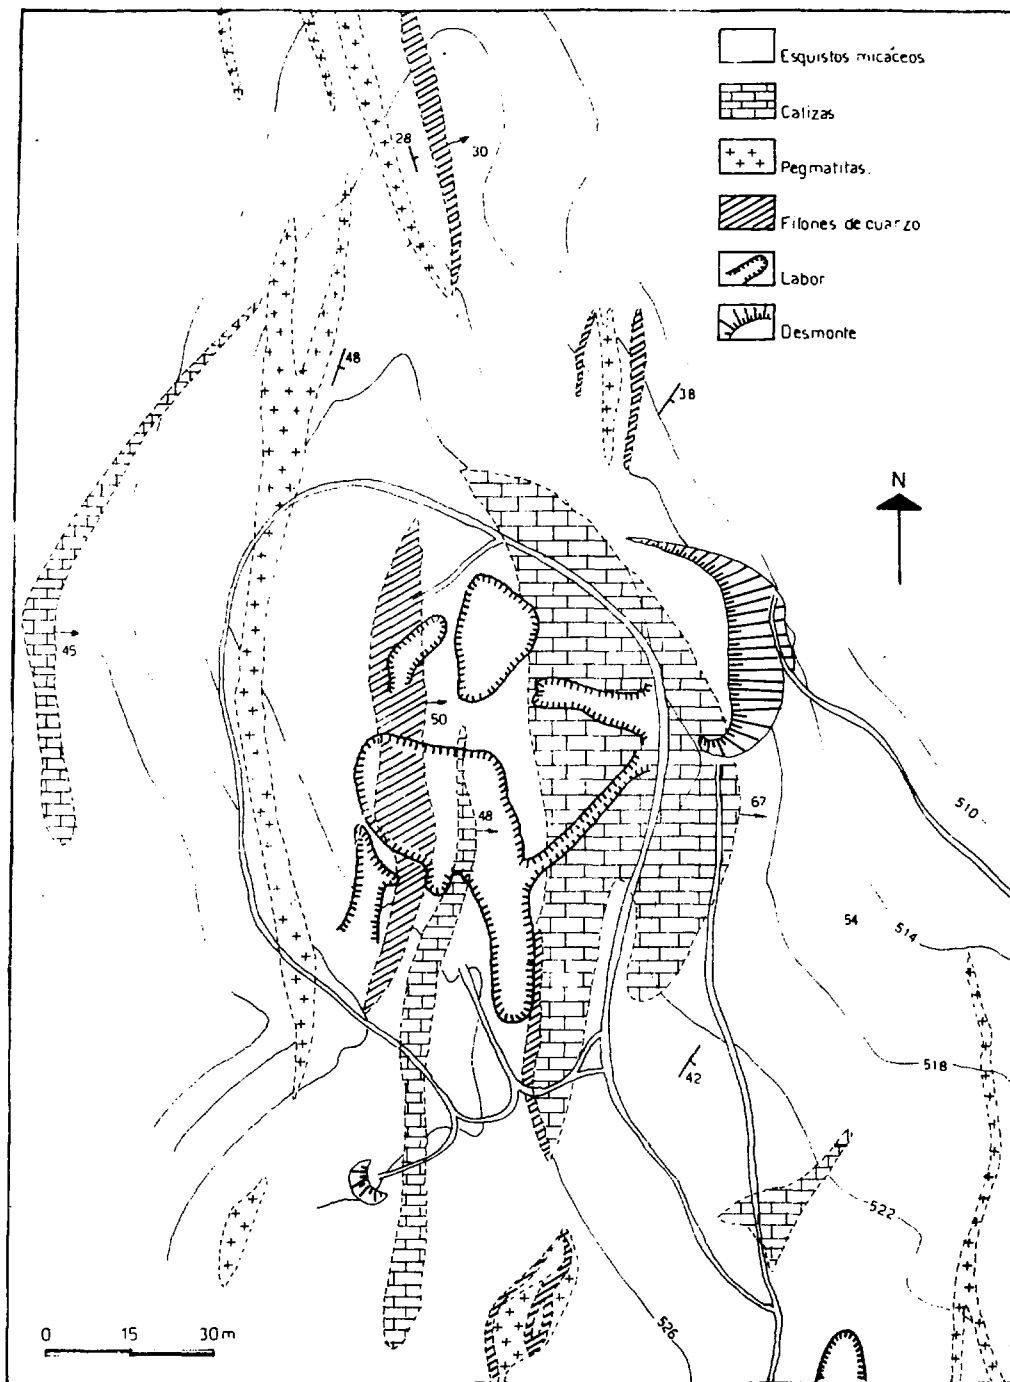 Esquistos micáceos
Calizas
Pegmatitas.
Filones de cuarzo
Labor
Desmonte
28
30
48
38
N
45
50
48
67
510
54
514
518
42
522
526
0 15 30 m